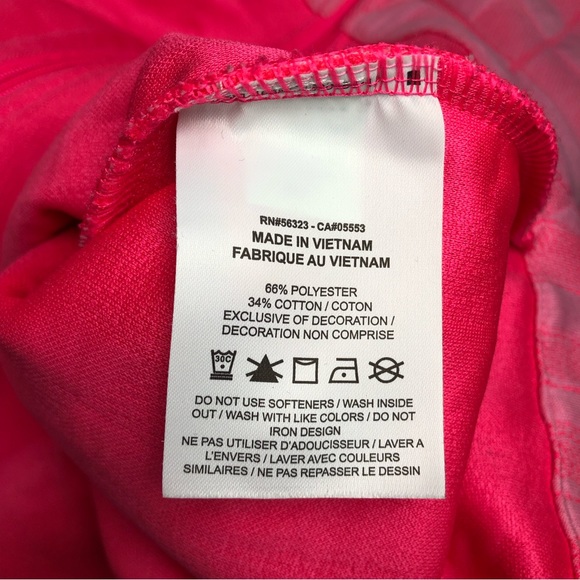 RN#56323 - CA#05553
MADE IN VIETNAM
FABRIQUE AU VIETNAM
66% POLYESTER
34% COTTON / COTON
EXCLUSIVE OF DECORATION /
DECORATION NON COMPRISE
30C
DO NOT USE SOFTENERS / WASH INSIDE
OUT / WASH WITH LIKE COLORS / DO NOT
IRON DESIGN
NE PAS UTILISER D'ADOUCISSEUR / LAVER A
L'ENVERS / LAVER AVEC COULEURS
SIMILAIRES / NE PAS REPASSER LE DESSIN